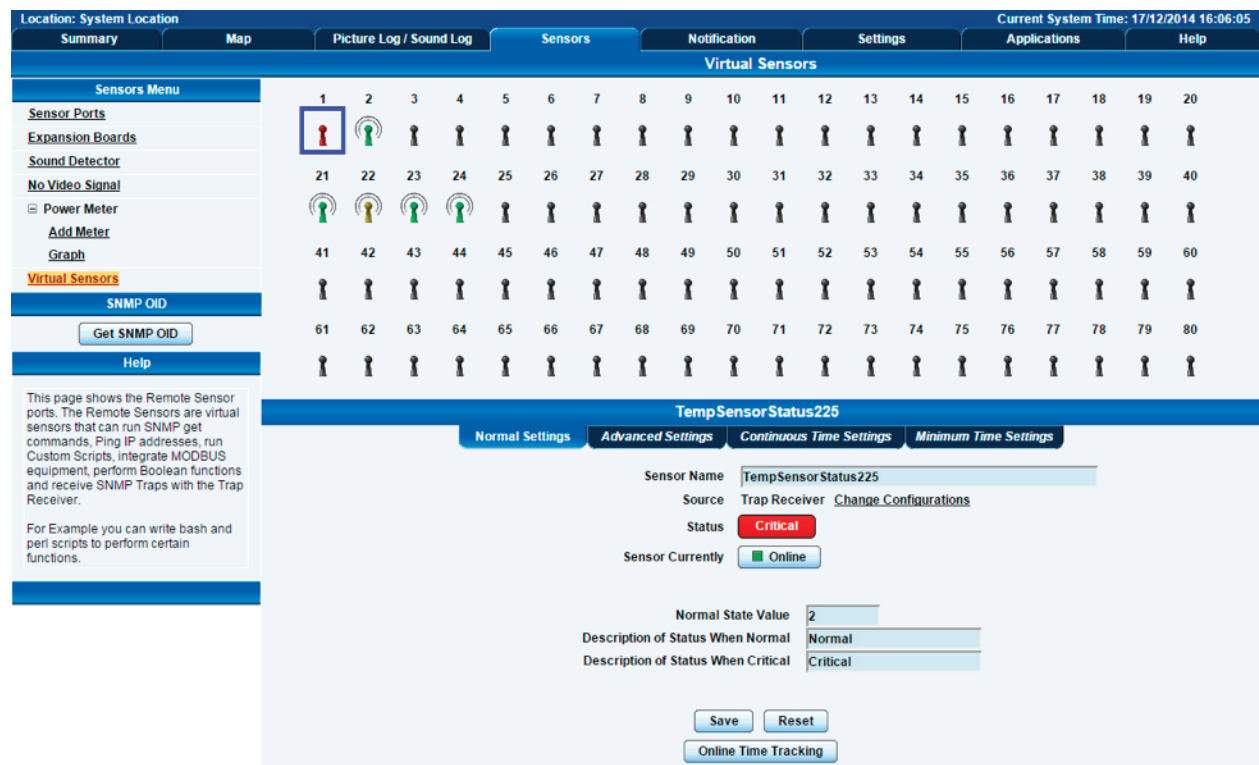 Location: System Location Current System Time: 17/12/2014 16:06:05
Summary Map Picture Log / Sound Log Sensors Notification Settings Applications Help
Virtual Sensors
Sensors Menu
Sensor Ports
Expansion Boards
Sound Detector
No Video Signal
Power Meter
Add Meter
Graph
Virtual Sensors
SNMP OID
Get SNMP OID
Help
This page shows the Remote Sensor
ports. The Remote Sensors are virtual
sensors that can run SNMP get
commands, Ping IP addresses, run
Custom Scripts, integrate MODBUS
equipment, perform Boolean functions
and receive SNMP Traps with the Trap
Receiver.
For Example you can write bash and
perl scripts to perform certain
functions.
1 2 3 4 5 6 7 8 9 10 11 12 13 14 15 16 17 18 19 20
21 22 23 24 25 26 27 28 29 30 31 32 33 34 35 36 37 38 39 40
41 42 43 44 45 46 47 48 49 50 51 52 53 54 55 56 57 58 59 60
61 62 63 64 65 66 67 68 69 70 71 72 73 74 75 76 77 78 79 80
TempSensorStatus225
Normal Settings Advanced Settings Continuous Time Settings Minimum Time Settings
Sensor Name TempSensorStatus225
Source Trap Receiver Change Configurations
Status Critical
Sensor Currently Online
Normal State Value 2
Description of Status When Normal Normal
Description of Status When Critical Critical
Save Reset
Online Time Tracking